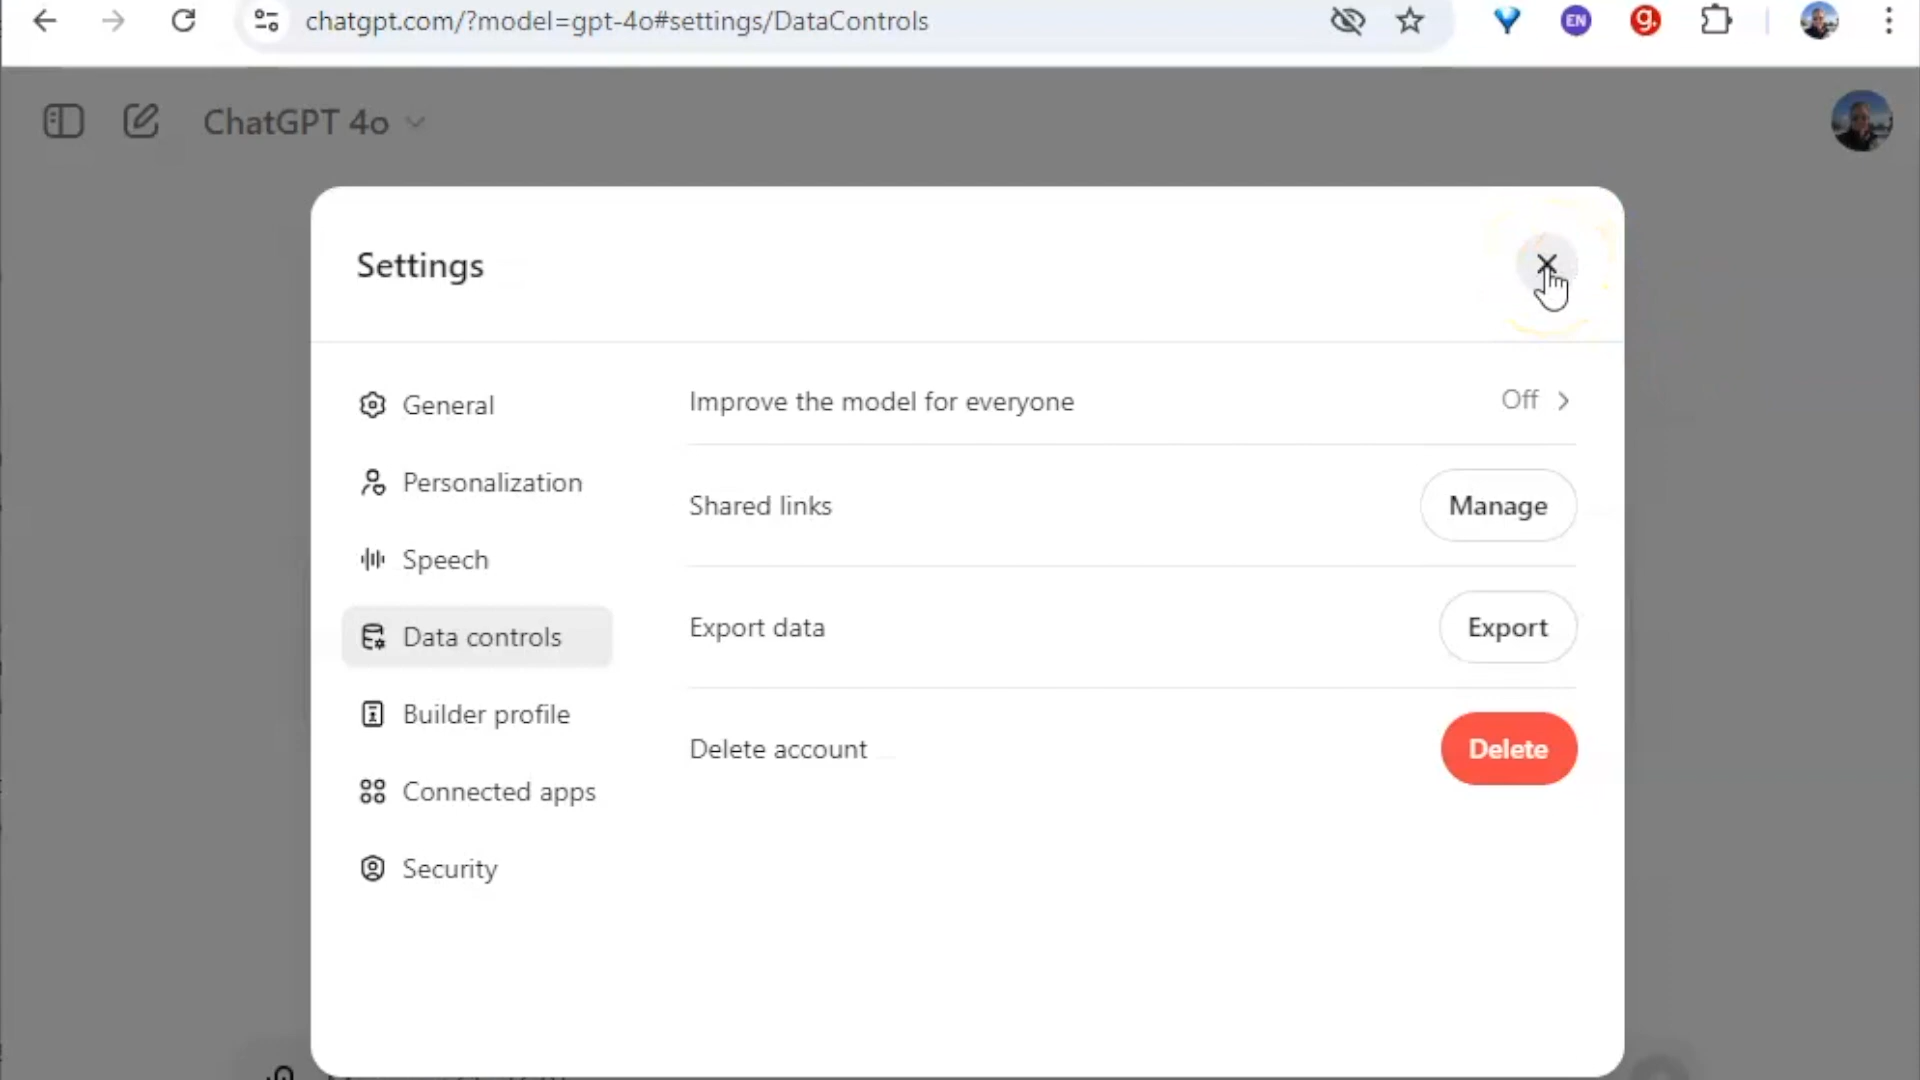 chatgpt.com/?model=gpt-4o#settings/DataControls
EN
g.
ChatGPT 4o
Settings
General
Personalization
Speech
Data controls
Builder profile
Connected apps
Security
Improve the model for everyone
Off
Shared links
Manage
Export data
Export
Delete account
Delete